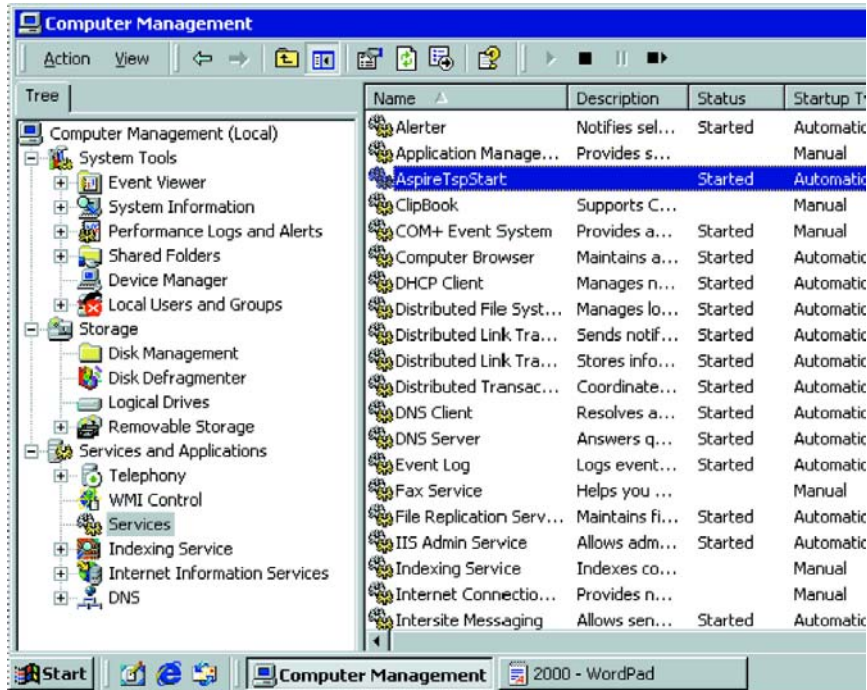 Computer Management
Action View
Tree
Computer Management (Local)
System Tools
Event Viewer
System Information
Performance Logs and Alerts
Shared Folders
Device Manager
Local Users and Groups
Storage
Disk Management
Disk Defragmenter
Logical Drives
Removable Storage
Services and Applications
Telephony
WMI Control
Services
Indexing Service
Internet Information Services
DNS
Name Description Status Startup T
Alerter Notifies sel... Started Automatic
Application Manage... Provides s... Manual
AspireTspStart Started Automatic
ClipBook Supports C... Manual
COM+ Event System Provides a... Started Manual
Computer Browser Maintains a... Started Automatic
DHCP Client Manages n... Started Automatic
Distributed File Syst... Manages lo... Started Automatic
Distributed Link Tra... Sends notif... Started Automatic
Distributed Link Tra... Stores info... Started Automatic
Distributed Transac... Coordinate... Started Automatic
DNS Client Resolves a... Started Automatic
DNS Server Answers q... Started Automatic
Event Log Logs event... Started Automatic
Fax Service Helps you ... Manual
File Replication Serv... Maintains fi... Started Automatic
IIS Admin Service Allows adm... Started Automatic
Indexing Service Indexes co... Manual
Internet Connectio... Provides n... Manual
Intersite Messaging Allows sen... Started Automatic
Start Computer Management 2000 - WordPad